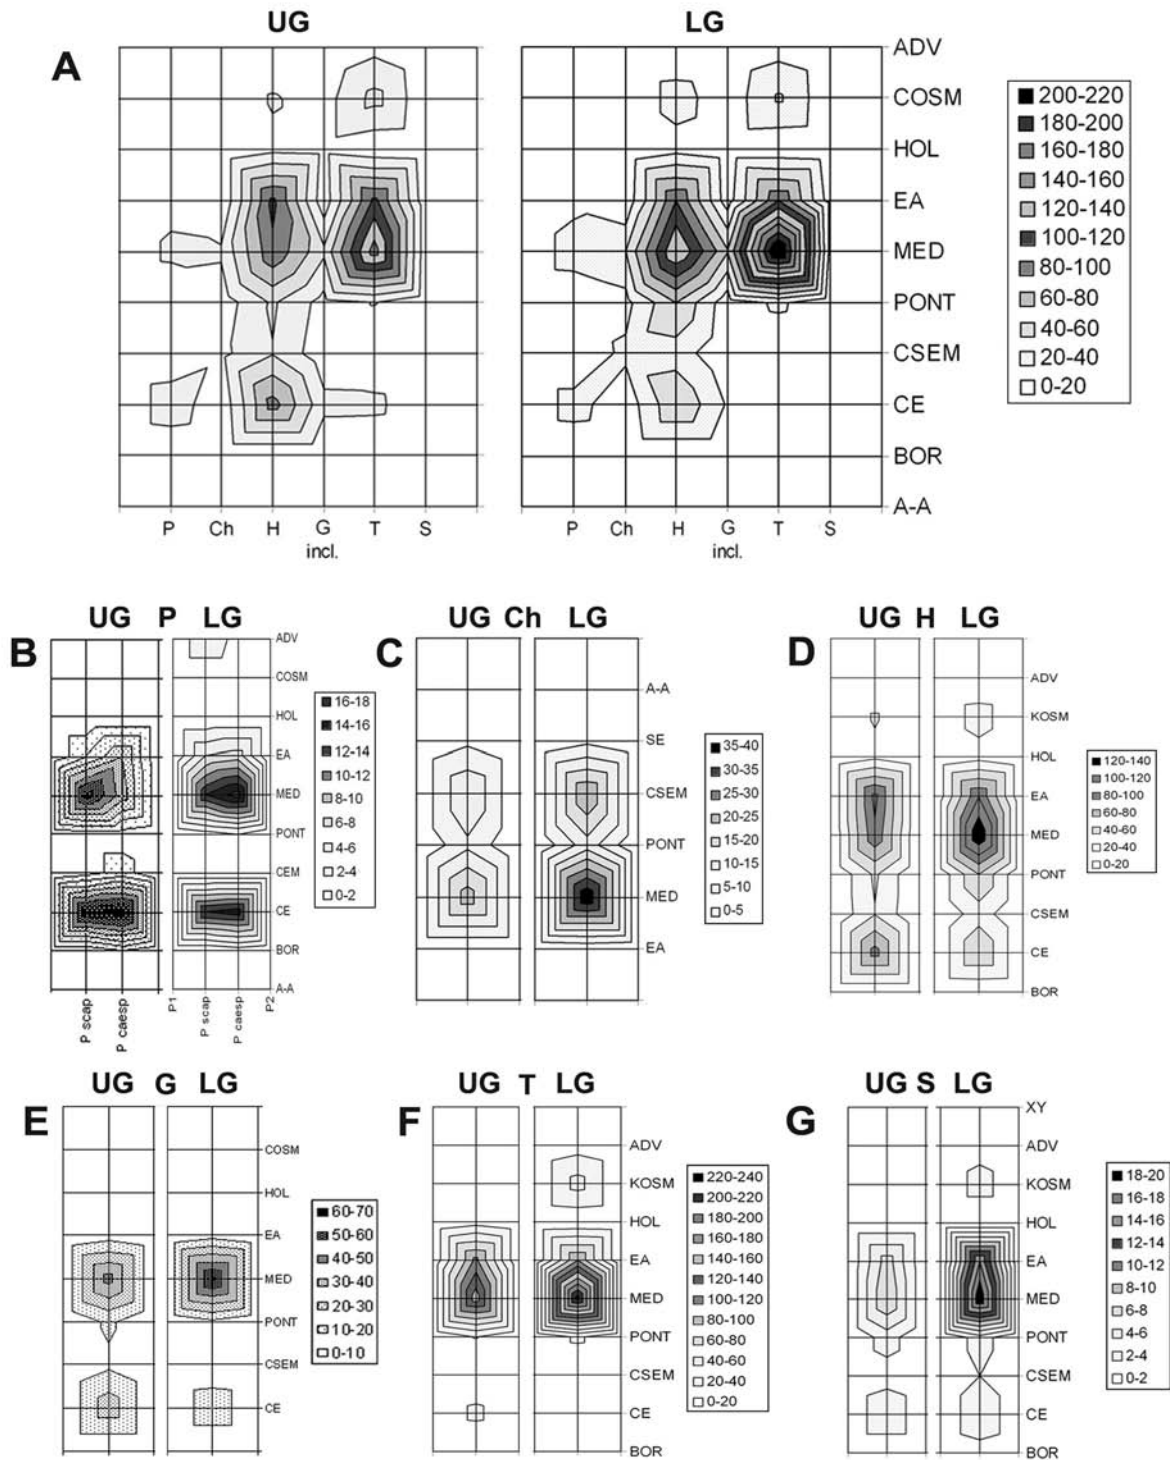 UG LG
A
ADV
COSM
HOL
EA
MED
PONT
CSEM
CE
BOR
A-A
P Ch H G T S
incl.
P Ch H G T S
incl.
200-220
180-200
160-180
140-160
120-140
100-120
80-100
60-80
40-60
20-40
0-20
B
UG P LG
ADV
COSM
HOL
EA
MED
PONT
CEM
CE
BOR
A-A
P scap
P caesp
P1
P scap
P caesp
P2
16-18
14-16
12-14
10-12
8-10
6-8
4-6
2-4
0-2
C
UG Ch LG
A-A
SE
CSEM
PONT
MED
EA
35-40
30-35
25-30
20-25
15-20
10-15
5-10
0-5
D
UG H LG
ADV
KOSM
HOL
EA
MED
PONT
CSEM
CE
BOR
120-140
100-120
80-100
60-80
40-60
20-40
0-20
E
UG G LG
COSM
HOL
EA
MED
PONT
CSEM
CE
60-70
50-60
40-50
30-40
20-30
10-20
0-10
F
UG T LG
ADV
KOSM
HOL
EA
MED
PONT
CSEM
CE
BOR
220-240
200-220
180-200
160-180
140-160
120-140
100-120
80-100
60-80
40-60
20-40
0-20
G
UG S LG
XY
ADV
KOSM
HOL
EA
MED
PONT
CSEM
CE
BOR
18-20
16-18
14-16
12-14
10-12
8-10
6-8
4-6
2-4
0-2